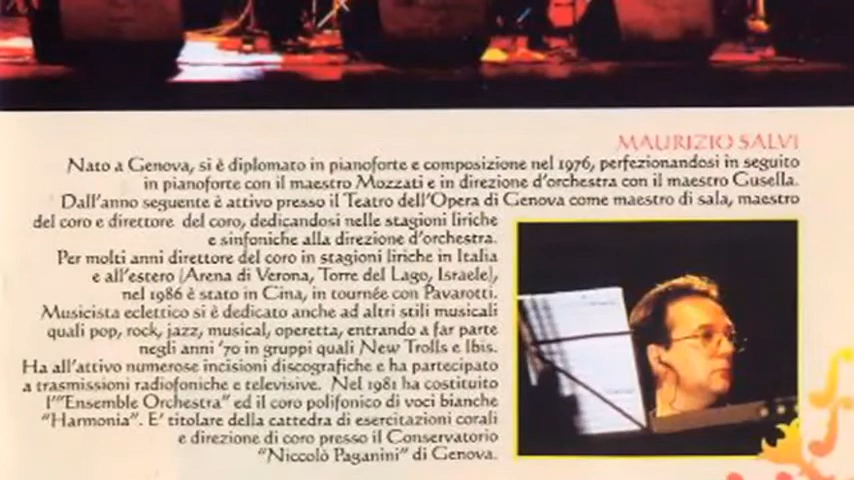 MAURIZIO SALVI
Nato a Genova, si è diplomato in pianoforte e composizione nel 1976, perfezionandosi in seguito
in pianoforte con il maestro Mozzati e in direzione d'orchestra con il maestro Gusella.
Dall'anno seguente è attivo presso il Teatro dell'Opera di Genova come maestro di sala, maestro
del coro e direttore del coro, dedicandosi nelle stagioni liriche
e sinfoniche alla direzione d'orchestra.
Per molti anni direttore del coro in stagioni liriche in Italia
e all'estero (Arena di Verona, Torre del Lago, Israele),
nel 1986 è stato in Cina, in tournée con Pavarotti.
Musicista eclettico si è dedicato anche ad altri stili musicali
quali pop, rock, jazz, musical, operetta, entrando a far parte
negli anni '70 in gruppi quali New Trolls e Ibis.
Ha all'attivo numerose incisioni discografiche e ha partecipato
a trasmissioni radiofoniche e televisive. Nel 1981 ha costituito
l'"Ensemble Orchestra" ed il coro polifonico di voci bianche
"Harmonia". E' titolare della cattedra di esercitazioni corali
e direzione di coro presso il Conservatorio
"Niccolò Paganini" di Genova.